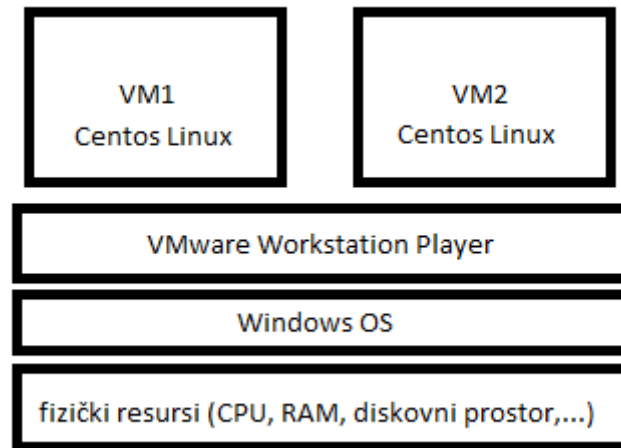 VM1
Centos Linux
VM2
Centos Linux
VMware Workstation Player
Windows OS
fizički resursi (CPU, RAM, diskovni prostor,...)